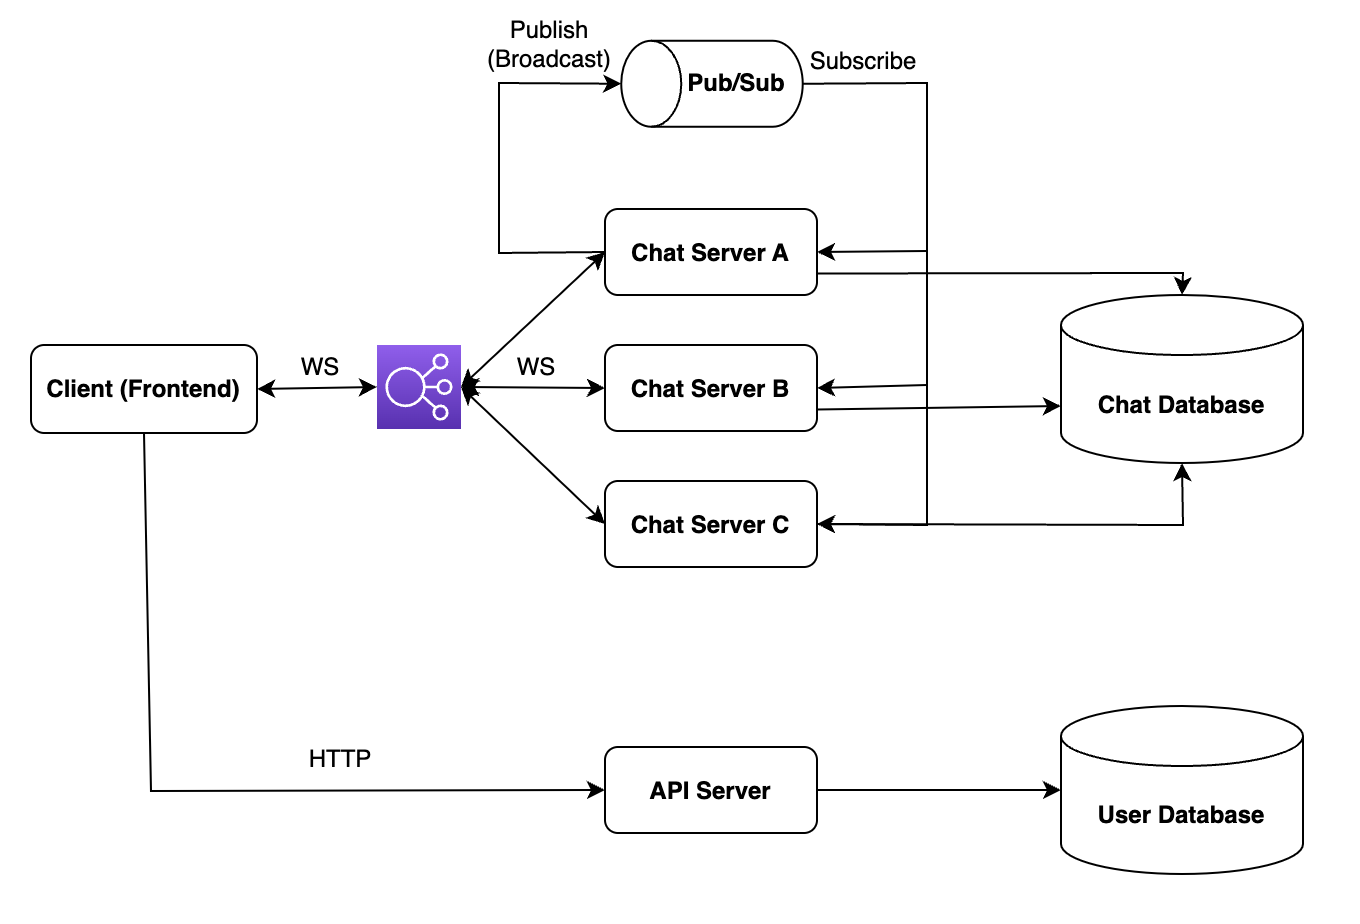 Publish
(Broadcast)
Pub/Sub
Subscribe
Chat Server A
Client (Frontend)
WS
WS
Chat Server B
Chat Database
Chat Server C
HTTP
API Server
User Database